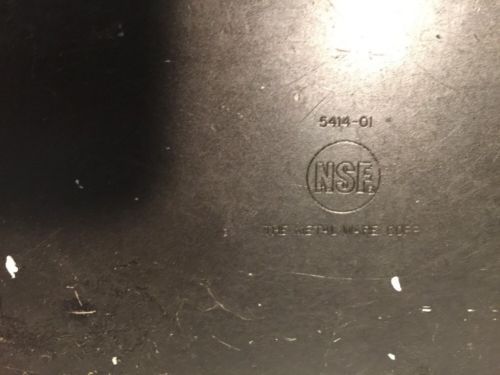 5414-01
NSF.
THE METAL WARE CORP